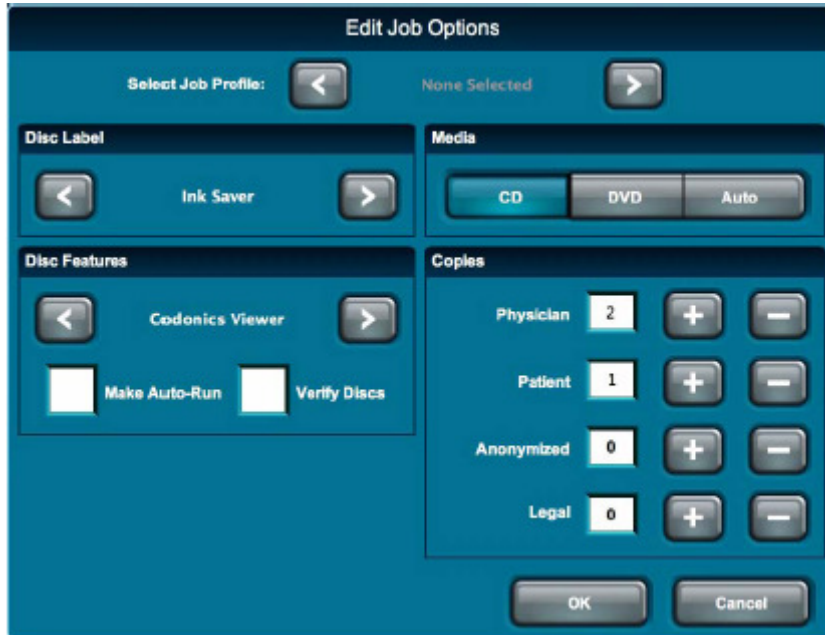 Edit Job Options
Select Job Profile: < None Selected >
Disc Label
< Ink Saver >
Media
CD DVD Auto
Disc Features
< Codonics Viewer >
Make Auto-Run Verify Discs
Copies
Physician 2 + −
Patient 1 + −
Anonymized 0 + −
Legal 0 + −
OK Cancel